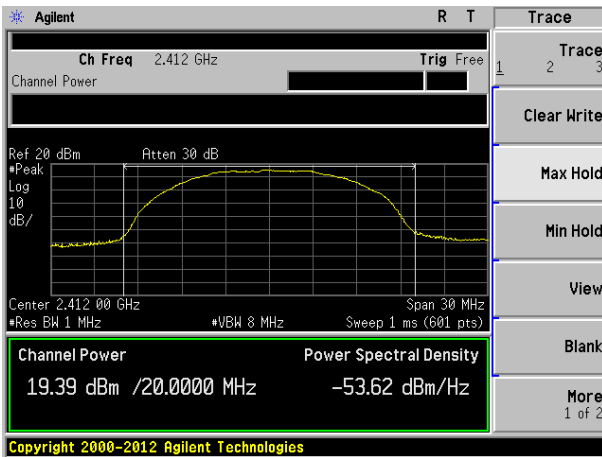 Agilent R T
Trace
Ch Freq 2.412 GHz Trig Free
Channel Power
Trace
1 2 3
Clear Write
Max Hold
Min Hold
View
Blank
More
1 of 2
Ref 20 dBm Atten 30 dB
#Peak
Log
10
dB/
Center 2.412 00 GHz Span 30 MHz
#Res BW 1 MHz #VBW 8 MHz Sweep 1 ms (601 pts)
Channel Power Power Spectral Density
19.39 dBm /20.0000 MHz -53.62 dBm/Hz
Copyright 2000-2012 Agilent Technologies